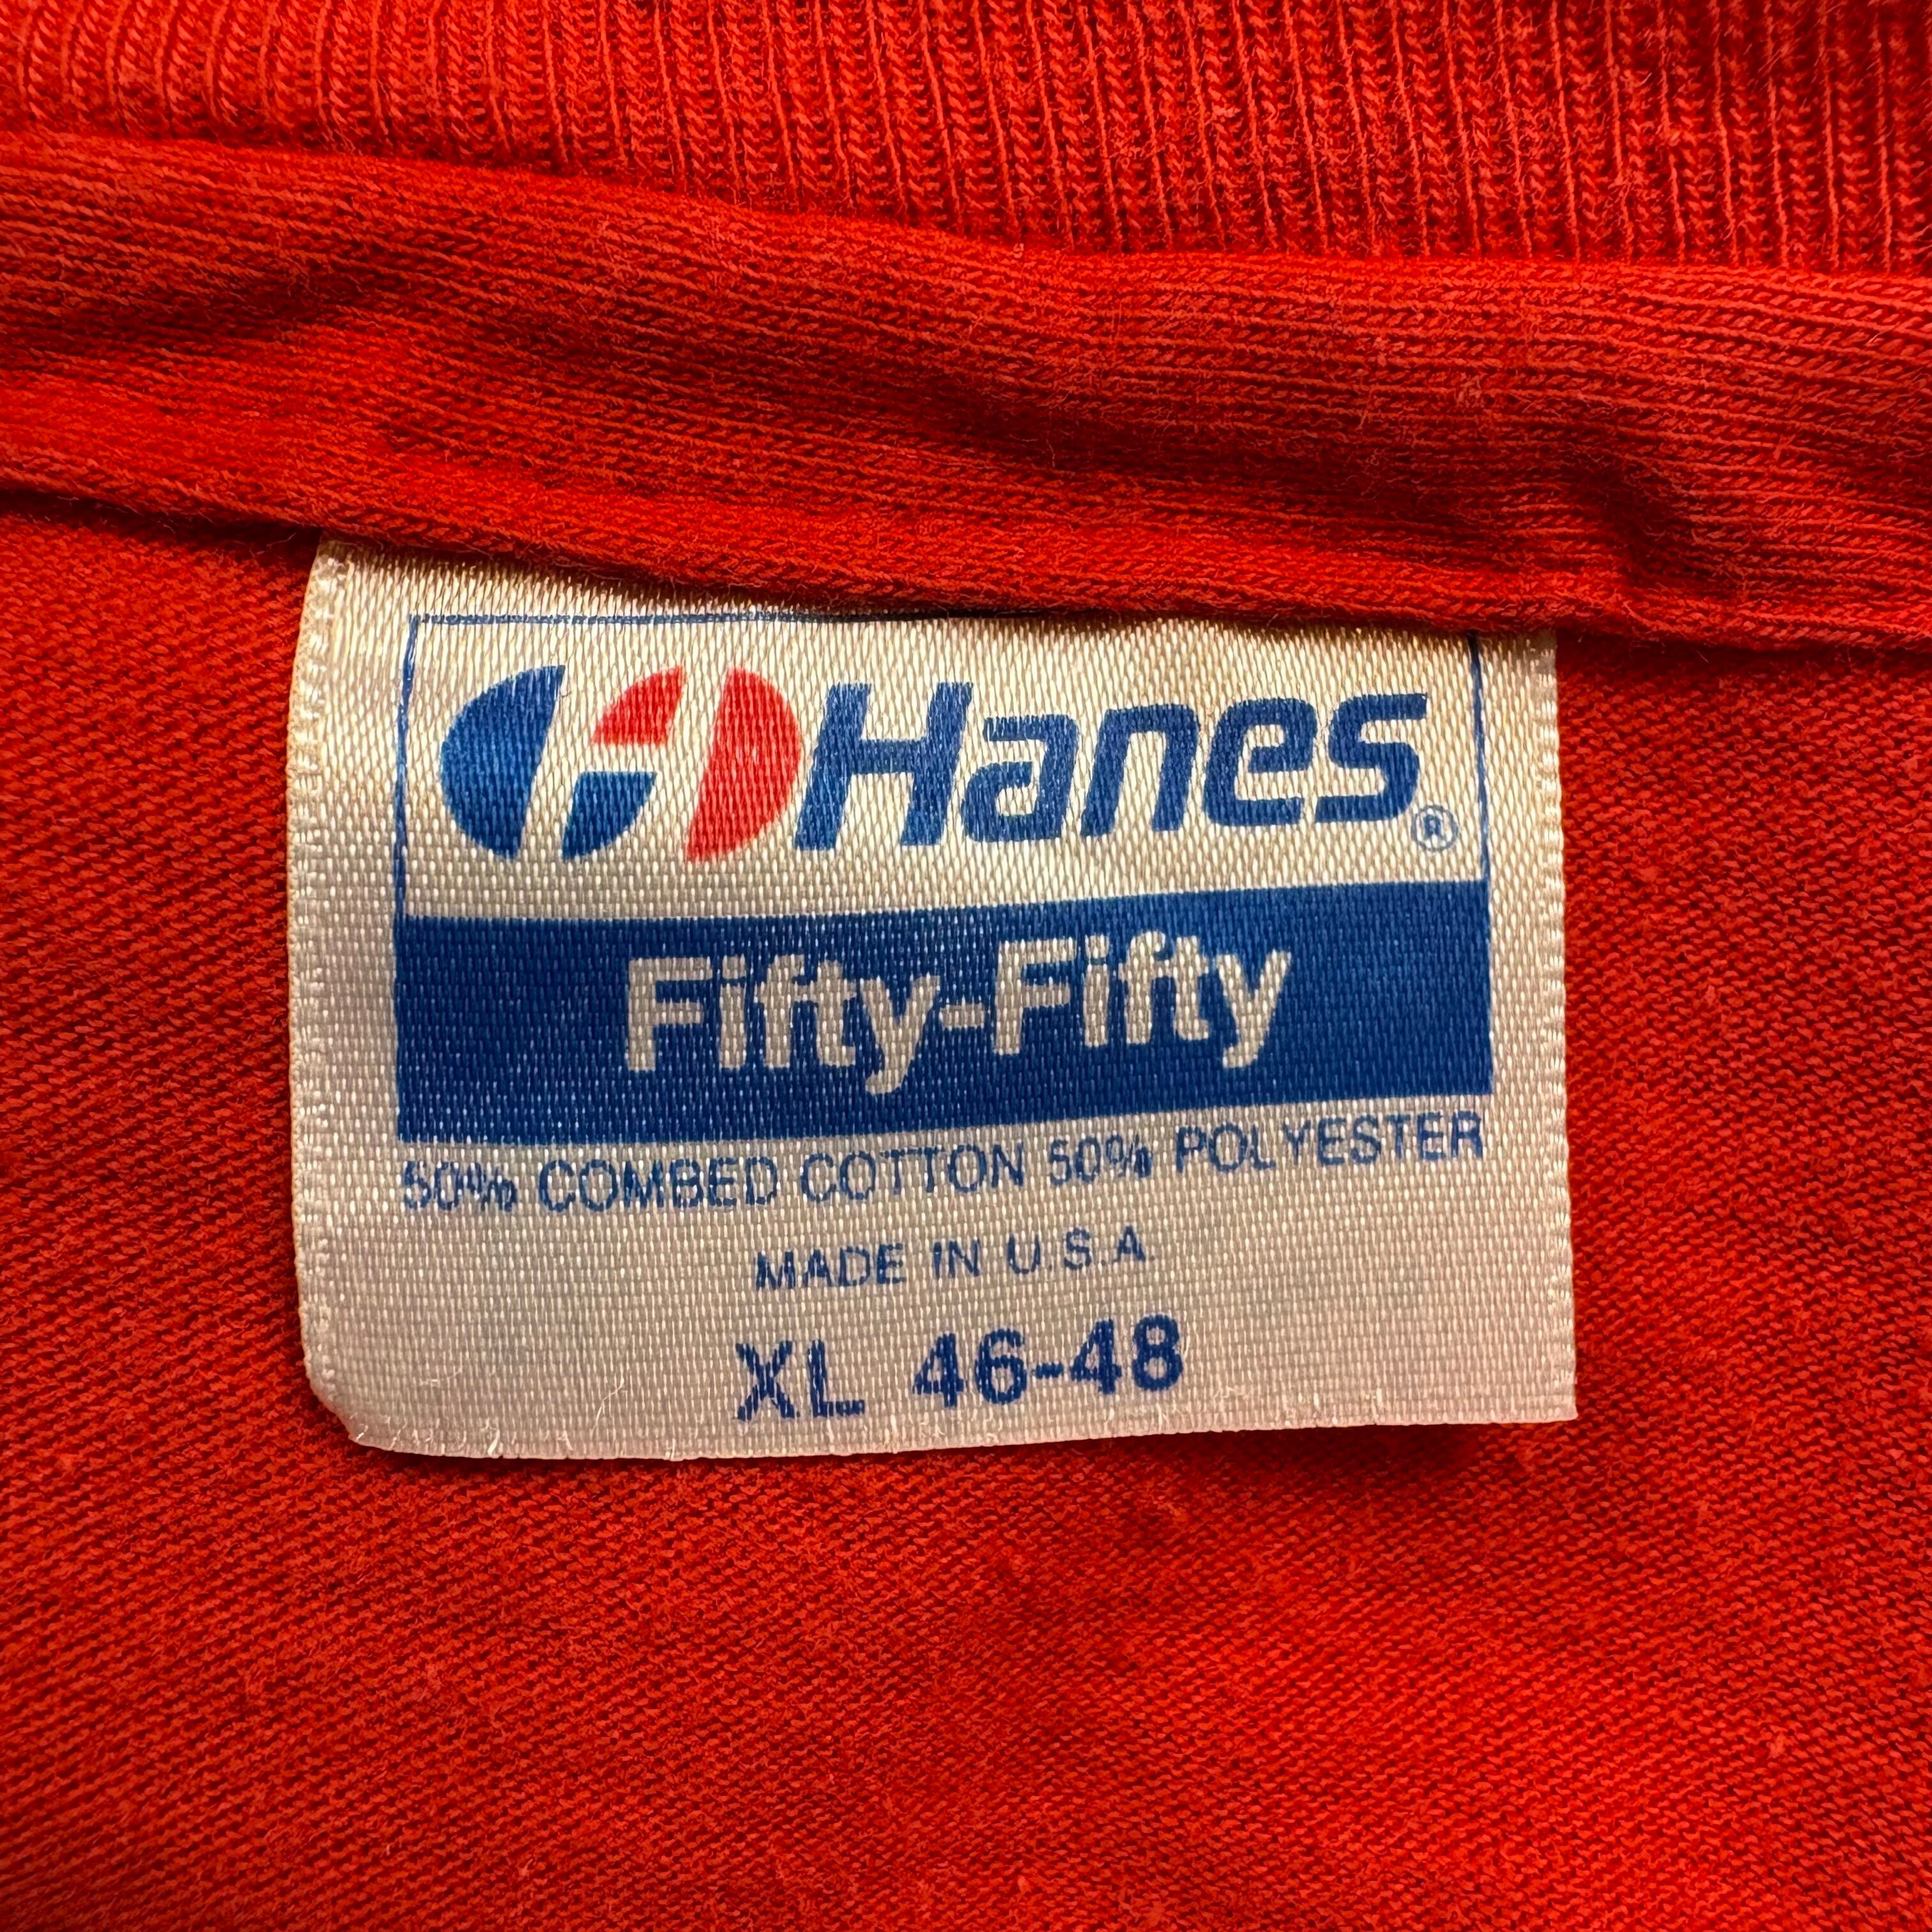 Hanes®
Fifty-Fifty
50% COMBED COTTON 50% POLYESTER
MADE IN U.S.A.
XL 46-48